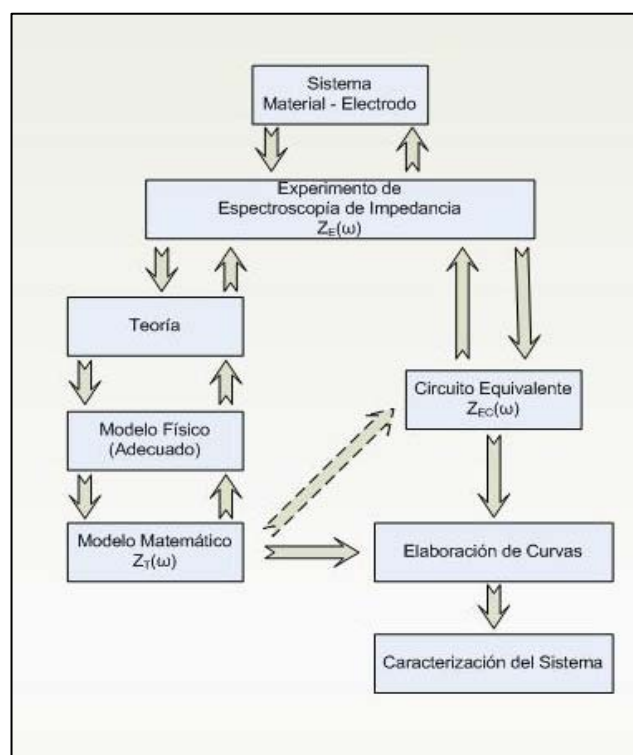 Sistema
Material - Electrodo
Experimento de
Espectroscopía de Impedancia
Z_E(ω)
Teoría
Circuito Equivalente
Z_EC(ω)
Modelo Físico
(Adecuado)
Modelo Matemático
Z_T(ω)
Elaboración de Curvas
Caracterización del Sistema